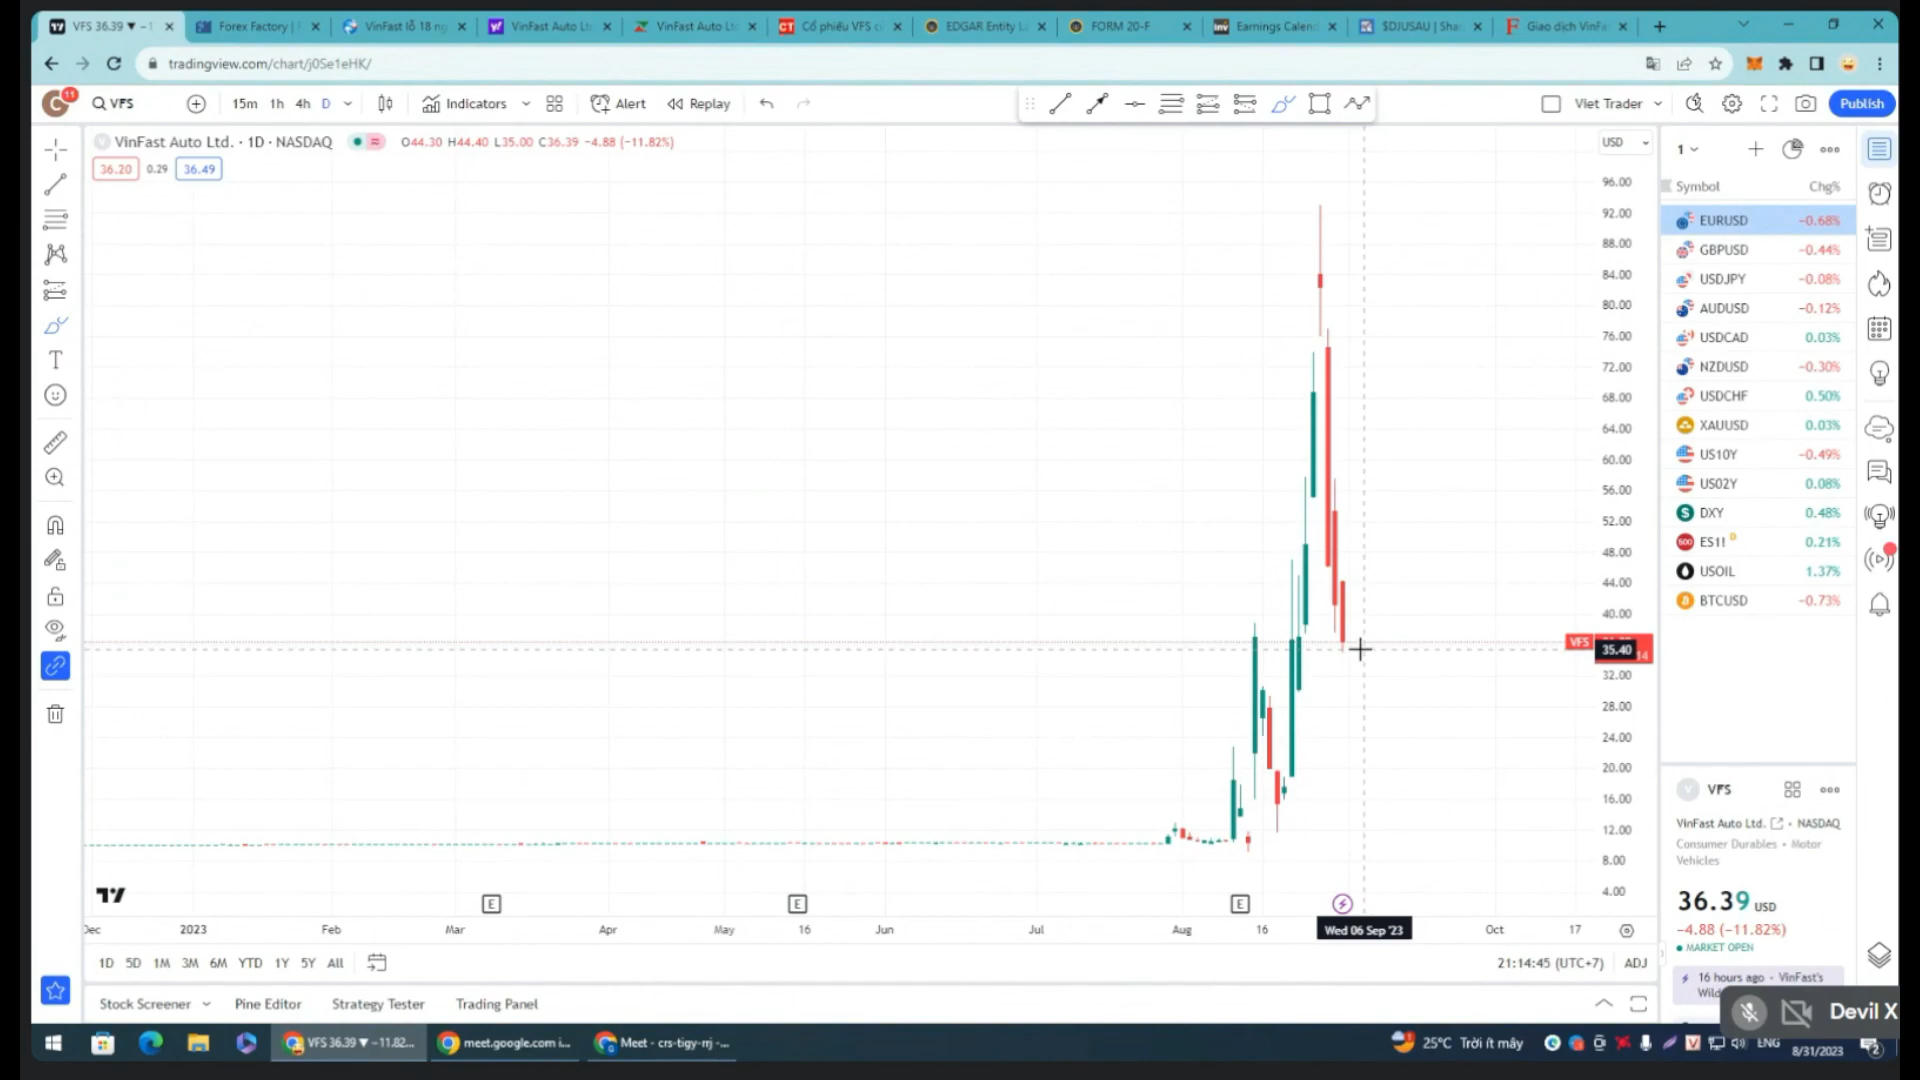 VFS 36.39 ▼ −1
Forex Factory | F
VinFast lỗ 18 ng
VinFast Auto Lt
VinFast Auto Lt
Cổ phiếu VFS c
EDGAR Entity L
FORM 20-F
Earnings Calend
$DJUSAU | Sha
Giao dịch VinFa
tradingview.com/chart/j0Se1eHK/
C 11
VFS
15m 1h 4h D
Indicators
Alert
Replay
Viet Trader
Publish
VinFast Auto Ltd. · 1D · NASDAQ
O44.30 H44.40 L35.00 C36.39 −4.88 (−11.82%)
36.20 0.29 36.49
USD
96.00
92.00
88.00
84.00
80.00
76.00
72.00
68.00
64.00
60.00
56.00
52.00
48.00
44.00
40.00
VFS
35.40
14
32.00
28.00
24.00
20.00
16.00
12.00
8.00
4.00
E E E
Dec 2023 Feb Mar Apr May 16 Jun Jul Aug 16 Wed 06 Sep '23 Oct 17
1D 5D 1M 3M 6M YTD 1Y 5Y All
21:14:45 (UTC+7) ADJ
Stock Screener Pine Editor Strategy Tester Trading Panel
1
Symbol Chg%
EURUSD −0.68%
GBPUSD −0.44%
USDJPY −0.08%
AUDUSD −0.12%
USDCAD 0.03%
NZDUSD −0.30%
USDCHF 0.50%
XAUUSD 0.03%
US10Y −0.49%
US02Y 0.08%
DXY 0.48%
ES1! D 0.21%
USOIL 1.37%
BTCUSD −0.73%
VFS
VinFast Auto Ltd. • NASDAQ
Consumer Durables • Motor
Vehicles
36.39 USD
−4.88 (−11.82%)
MARKET OPEN
16 hours ago • VinFast's
Wild
Devil X
VFS 36.39 ▼ −11.82...
meet.google.com i...
Meet - crs-tigy-rrj -...
25°C Trời ít mây
ENG
8/31/2023
2